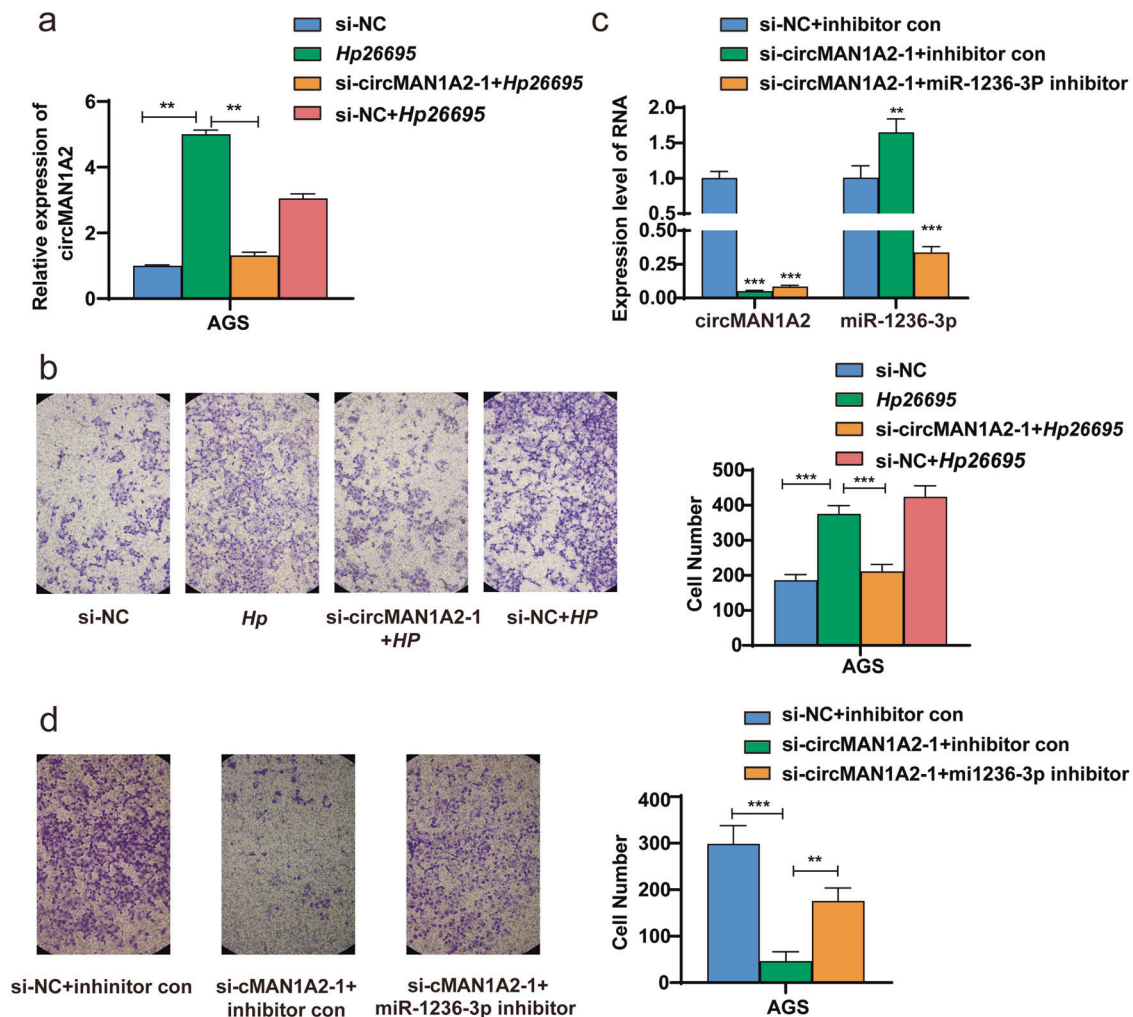 a
si-NC
Hp26695
si-circMAN1A2-1+Hp26695
si-NC+Hp26695
Relative expression of
circMAN1A2
6
4
2
0
**
**
AGS
c
si-NC+inhibitor con
si-circMAN1A2-1+inhibitor con
si-circMAN1A2-1+miR-1236-3P inhibitor
Expression level of RNA
2.0
1.5
1.0
0.5
0.50
0.25
0.00
***
***
**
***
circMAN1A2
miR-1236-3p
b
si-NC
Hp
si-circMAN1A2-1
+HP
si-NC+HP
si-NC
Hp26695
si-circMAN1A2-1+Hp26695
si-NC+Hp26695
Cell Number
500
400
300
200
100
0
***
***
AGS
d
si-NC+inhinitor con
si-cMAN1A2-1+
inhibitor con
si-cMAN1A2-1+
miR-1236-3p inhibitor
si-NC+inhibitor con
si-circMAN1A2-1+inhibitor con
si-circMAN1A2-1+mi1236-3p inhibitor
Cell Number
400
300
200
100
0
***
**
AGS